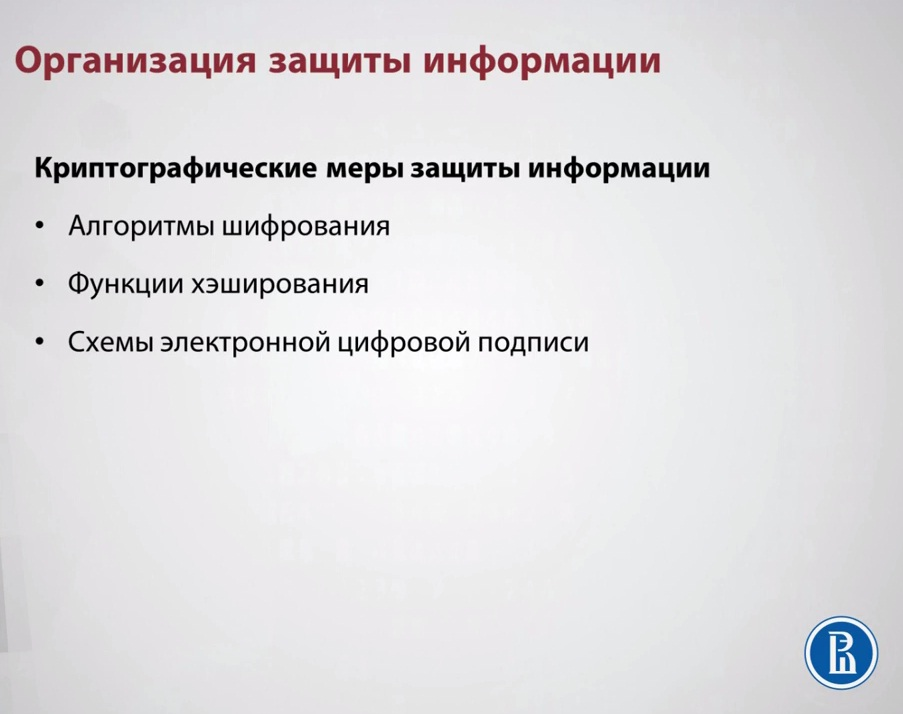 Организация защиты информации
Криптографические меры защиты информации
• Алгоритмы шифрования
• Функции хэширования
• Схемы электронной цифровой подписи